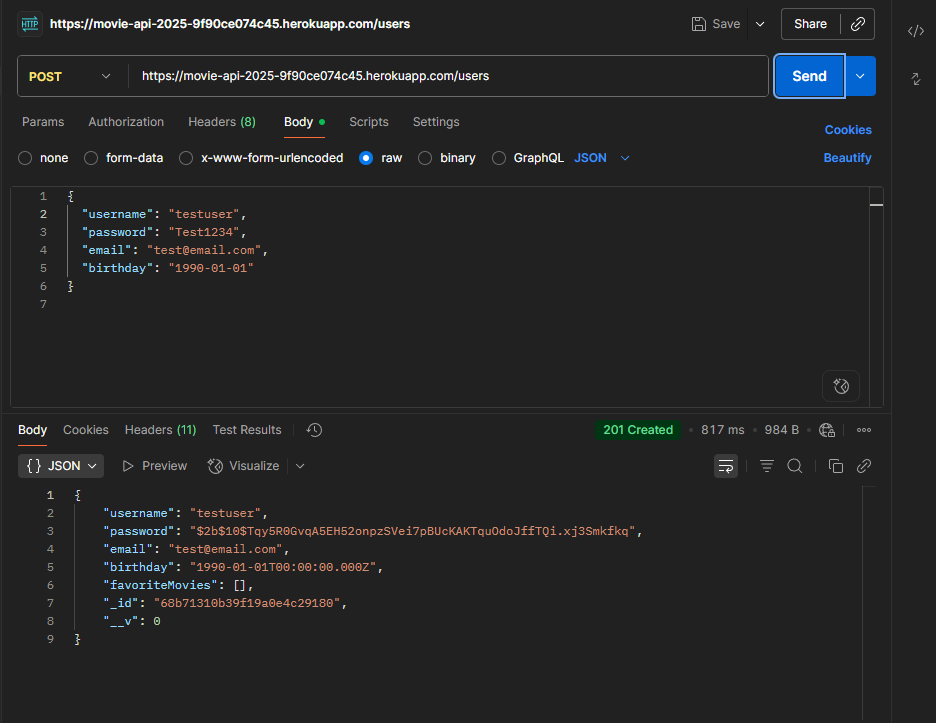 HTTP https://movie-api-2025-9f90ce074c45.herokuapp.com/users Save Share
POST https://movie-api-2025-9f90ce074c45.herokuapp.com/users Send
Params Authorization Headers (8) Body Scripts Settings Cookies
none form-data x-www-form-urlencoded raw binary GraphQL JSON Beautify
1 {
2 "username": "testuser",
3 "password": "Test1234",
4 "email": "test@email.com",
5 "birthday": "1990-01-01"
6 }
7
Body Cookies Headers (11) Test Results 201 Created • 817 ms • 984 B •
{} JSON Preview Visualize
1 {
2 "username": "testuser",
3 "password": "$2b$10$Tqy5R0GvqA5EH52onpzSVei7pBUcKAKTquOdoJffTQi.xj3Smkfkq",
4 "email": "test@email.com",
5 "birthday": "1990-01-01T00:00:00.000Z",
6 "favoriteMovies": [],
7 "_id": "68b71310b39f19a0e4c29180",
8 "__v": 0
9 }